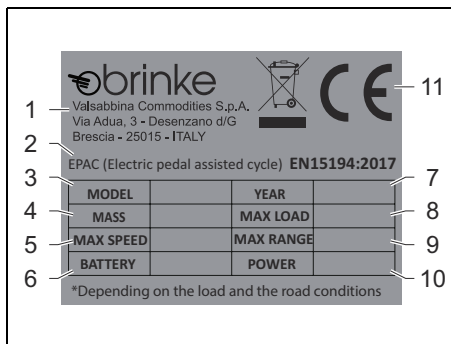 brinke
Valsabbina Commodities S.p.A.
Via Adua, 3 - Desenzano d/G
Brescia - 25015 - ITALY
CE
EPAC (Electric pedal assisted cycle) EN15194:2017
MODEL YEAR
MASS MAX LOAD
MAX SPEED MAX RANGE
BATTERY POWER
*Depending on the load and the road conditions
1
2
3
4
5
6
7
8
9
10
11